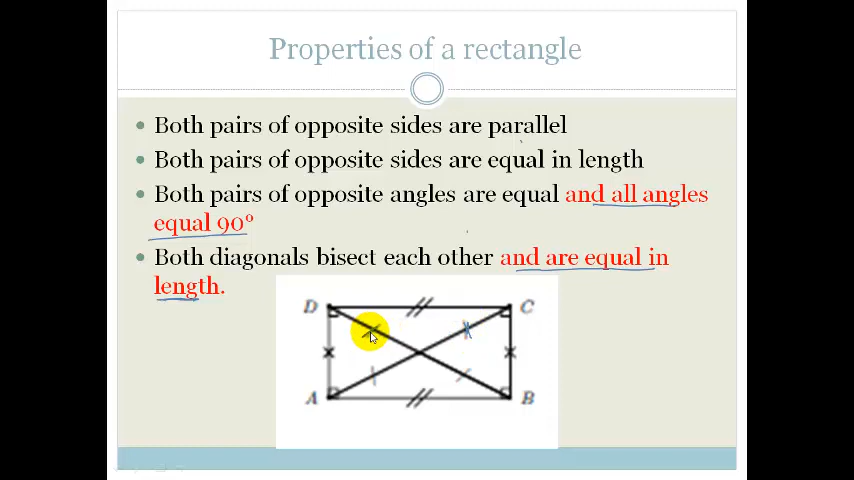 Properties of a rectangle
• Both pairs of opposite sides are parallel
• Both pairs of opposite sides are equal in length
• Both pairs of opposite angles are equal and all angles
equal 90°
• Both diagonals bisect each other and are equal in
length.
D C
A B